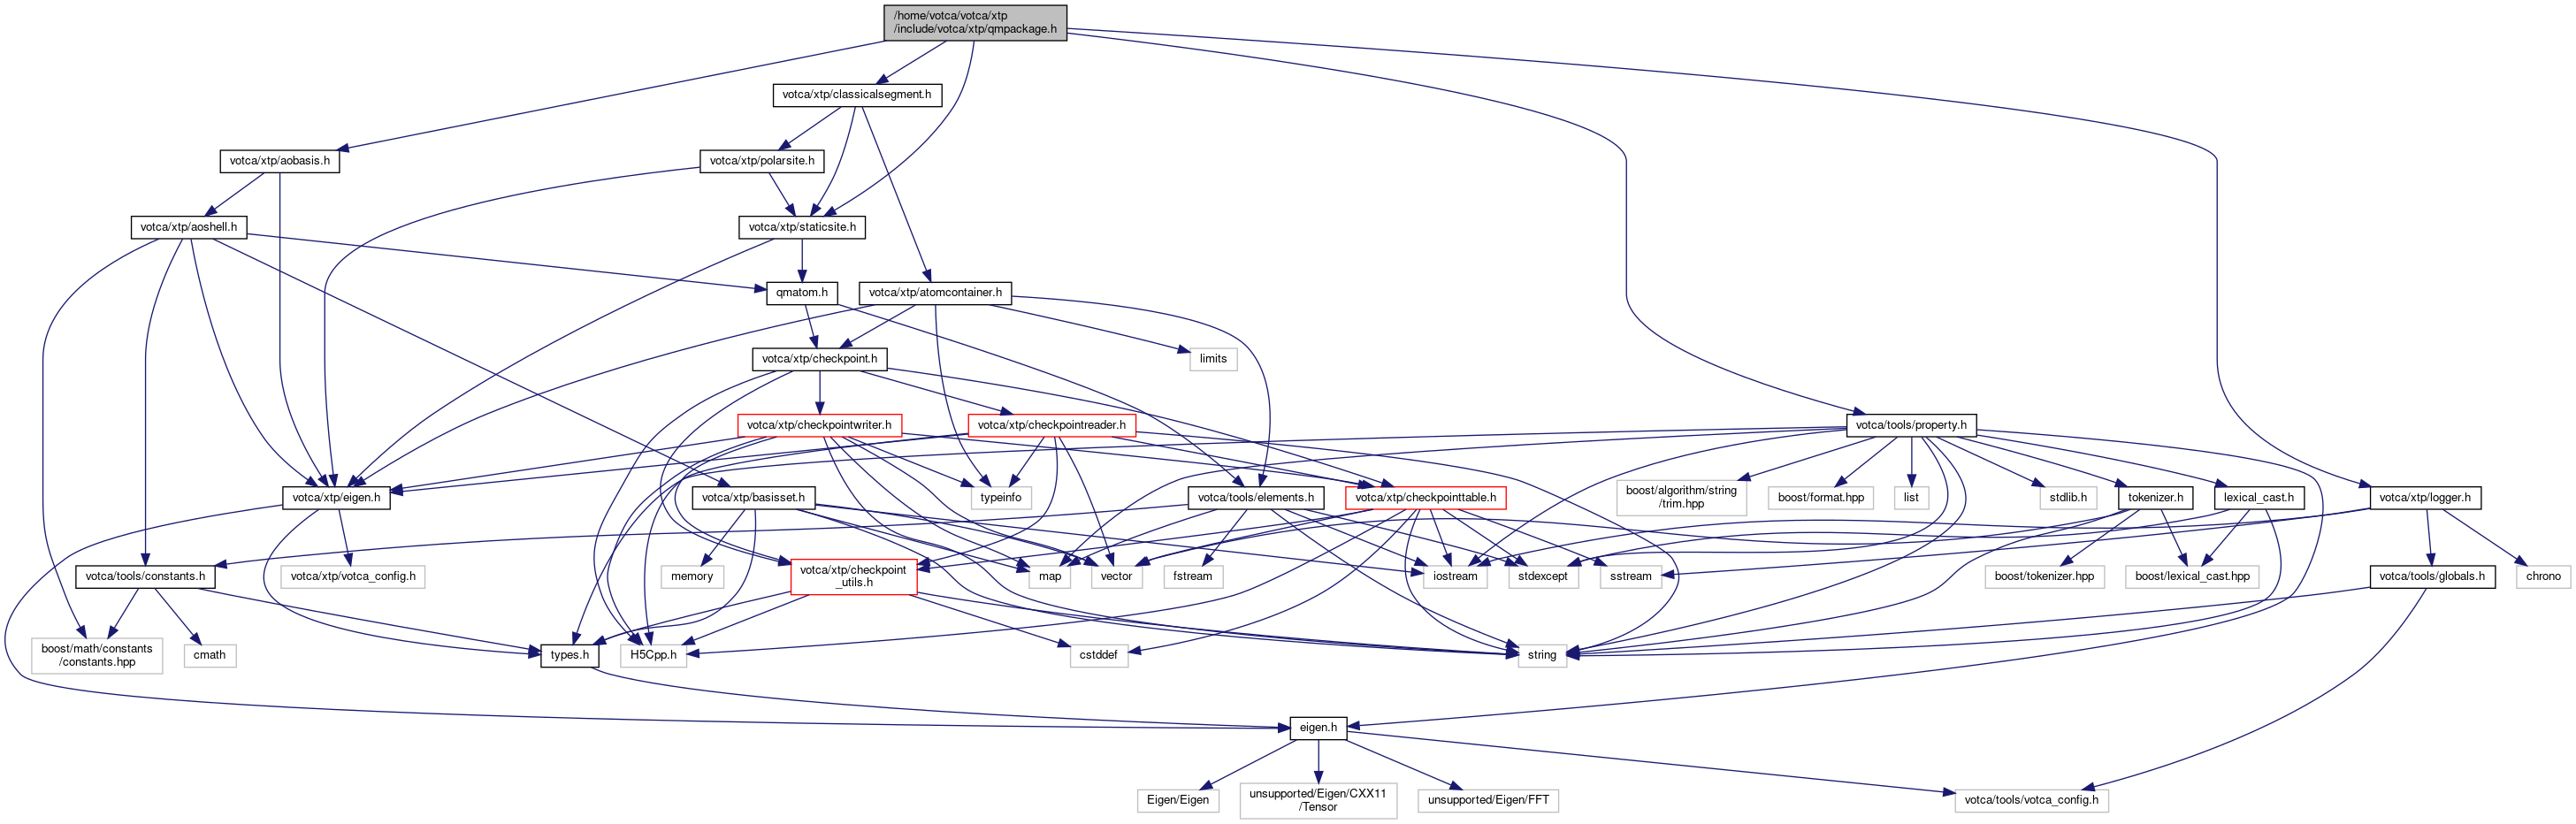 /home/votca/votca/xtp
/include/votca/xtp/qmpackage.h
votca/xtp/classicalsegment.h
votca/xtp/aobasis.h
votca/xtp/polarsite.h
votca/xtp/aoshell.h
votca/xtp/staticsite.h
qmatom.h
votca/xtp/atomcontainer.h
votca/xtp/checkpoint.h
limits
votca/xtp/checkpointwriter.h
votca/xtp/checkpointreader.h
votca/tools/property.h
votca/xtp/eigen.h
votca/xtp/basisset.h
typeinfo
votca/tools/elements.h
votca/xtp/checkpointtable.h
boost/algorithm/string
/trim.hpp
boost/format.hpp
list
stdlib.h
tokenizer.h
lexical_cast.h
votca/xtp/logger.h
votca/tools/constants.h
votca/xtp/votca_config.h
memory
votca/xtp/checkpoint
_utils.h
map
vector
fstream
iostream
stdexcept
sstream
boost/tokenizer.hpp
boost/lexical_cast.hpp
votca/tools/globals.h
chrono
boost/math/constants
/constants.hpp
cmath
types.h
H5Cpp.h
cstddef
string
eigen.h
Eigen/Eigen
unsupported/Eigen/CXX11
/Tensor
unsupported/Eigen/FFT
votca/tools/votca_config.h